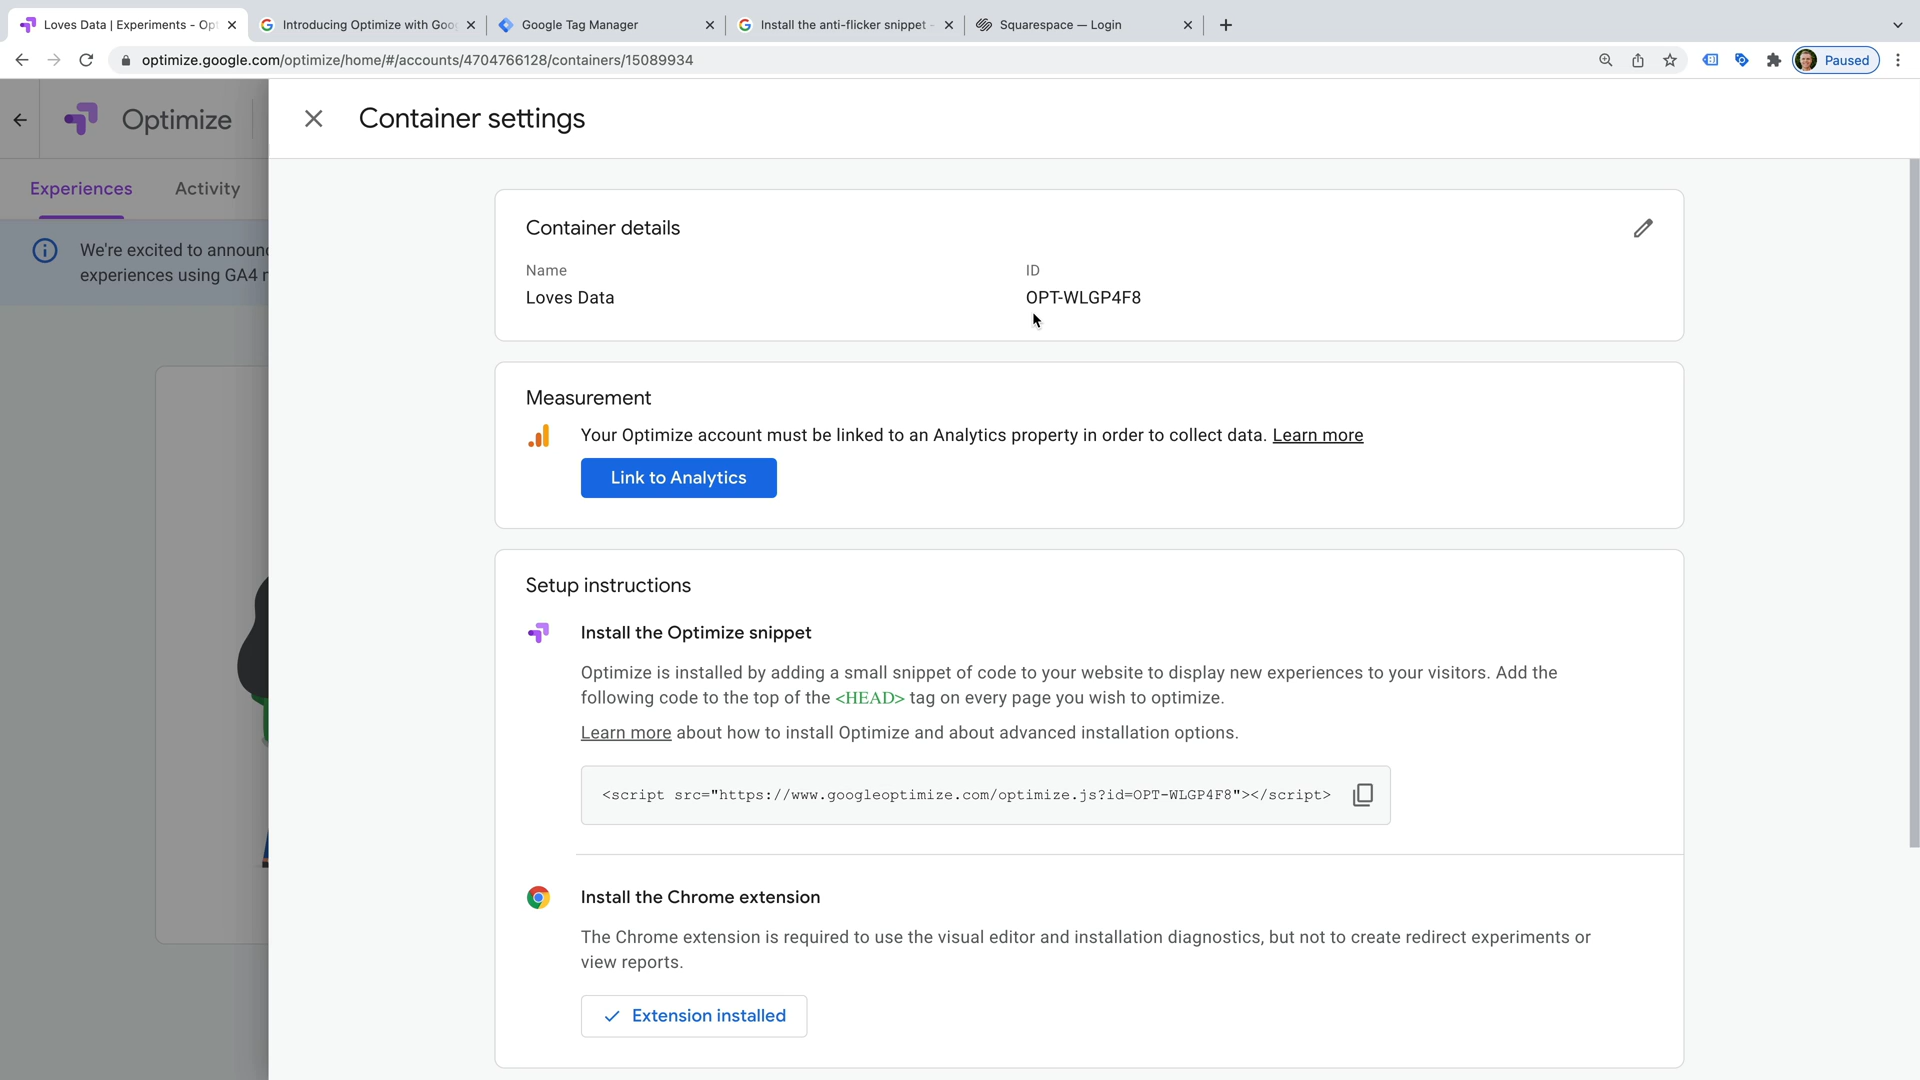 Loves Data | Experiments - Opt
Introducing Optimize with Goog
Google Tag Manager
Install the anti-flicker snippet -
Squarespace — Login
optimize.google.com/optimize/home/#/accounts/4704766128/containers/15089934
Paused
Optimize
Container settings
Experiences
Activity
We're excited to announ
experiences using GA4 r
Container details
Name
ID
Loves Data
OPT-WLGP4F8
Measurement
Your Optimize account must be linked to an Analytics property in order to collect data. Learn more
Link to Analytics
Setup instructions
Install the Optimize snippet
Optimize is installed by adding a small snippet of code to your website to display new experiences to your visitors. Add the
following code to the top of the <HEAD> tag on every page you wish to optimize.
Learn more about how to install Optimize and about advanced installation options.
<script src="https://www.googleoptimize.com/optimize.js?id=OPT-WLGP4F8"></script>
Install the Chrome extension
The Chrome extension is required to use the visual editor and installation diagnostics, but not to create redirect experiments or
view reports.
Extension installed